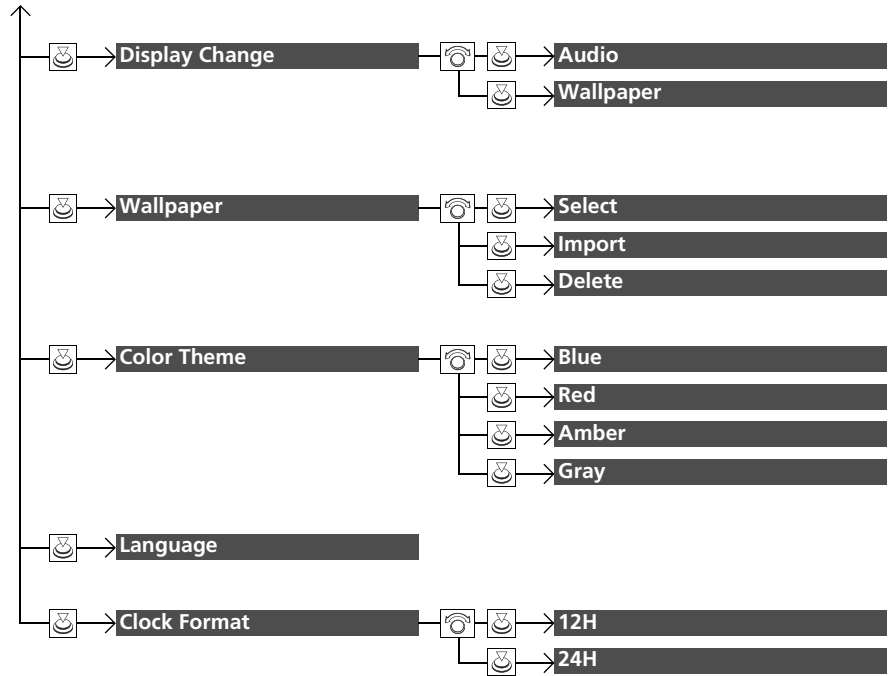 Display Change
Audio
Wallpaper
Wallpaper
Select
Import
Delete
Color Theme
Blue
Red
Amber
Gray
Language
Clock Format
12H
24H